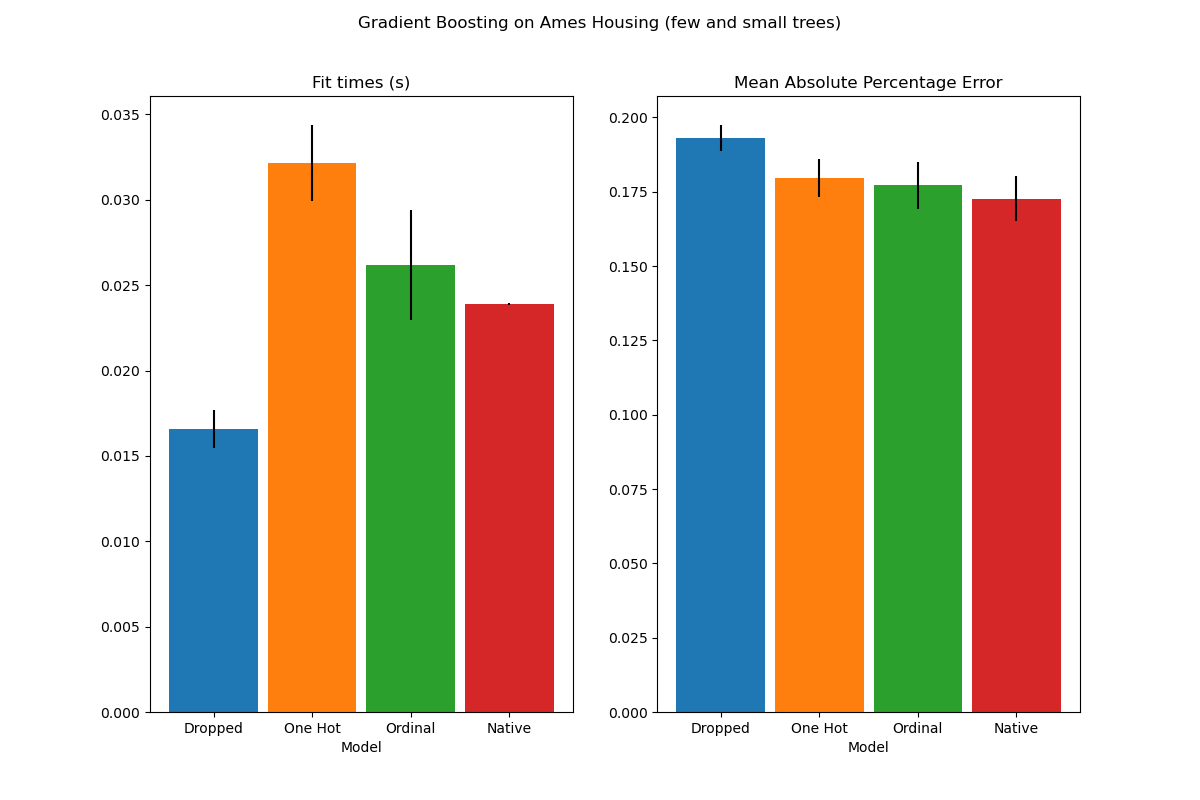 Gradient Boosting on Ames Housing (few and small trees)
Fit times (s)
0.035
0.030
0.025
0.020
0.015
0.010
0.005
0.000
Dropped One Hot Ordinal Native
Model
Mean Absolute Percentage Error
0.200
0.175
0.150
0.125
0.100
0.075
0.050
0.025
0.000
Dropped One Hot Ordinal Native
Model